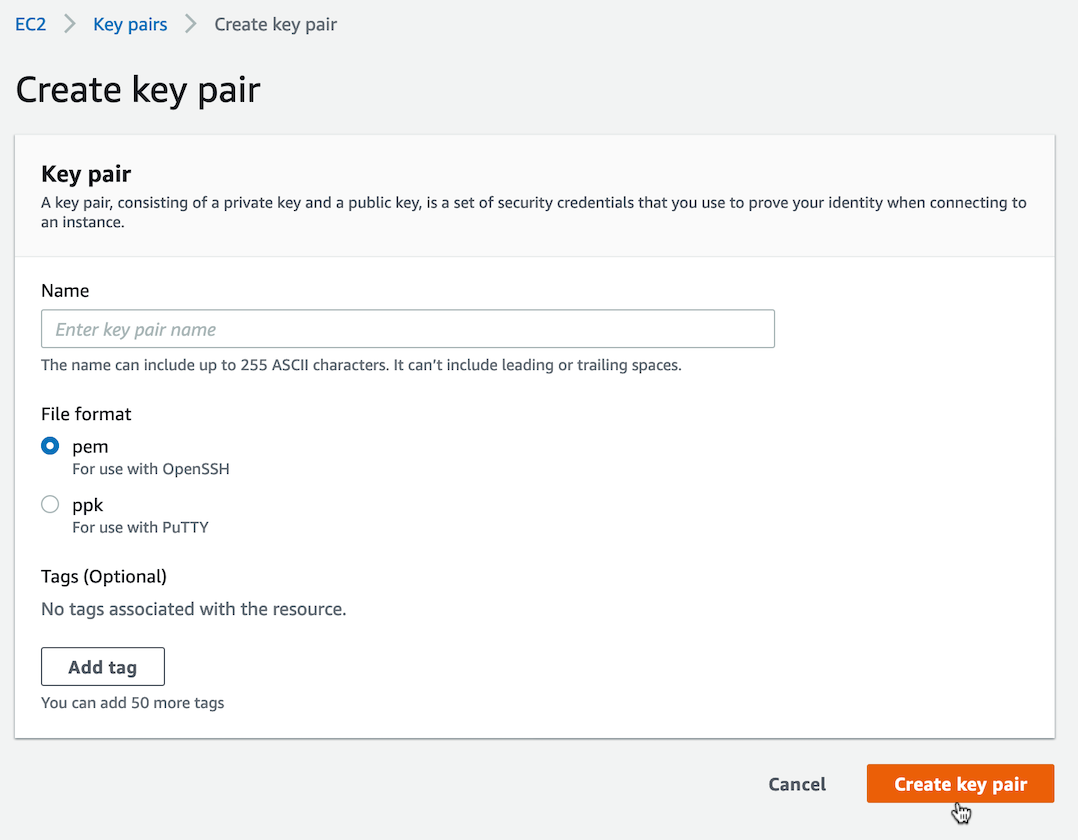 EC2 > Key pairs > Create key pair
Create key pair
Key pair
A key pair, consisting of a private key and a public key, is a set of security credentials that you use to prove your identity when connecting to
an instance.
Name
Enter key pair name
The name can include up to 255 ASCII characters. It can't include leading or trailing spaces.
File format
pem
For use with OpenSSH
ppk
For use with PuTTY
Tags (Optional)
No tags associated with the resource.
Add tag
You can add 50 more tags
Cancel Create key pair